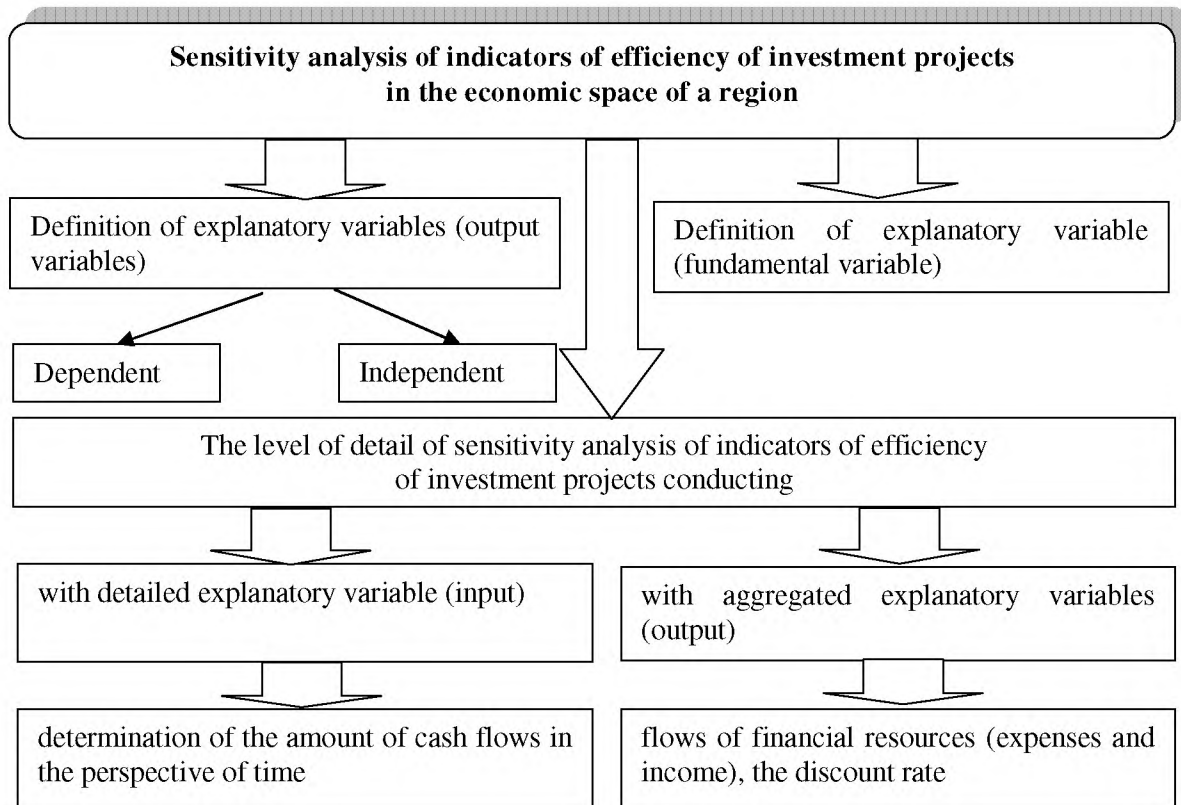 Sensitivity analysis of indicators of efficiency of investment projects
in the economic space of a region
Definition of explanatory variables (output
variables)
Definition of explanatory variable
(fundamental variable)
Dependent
Independent
The level of detail of sensitivity analysis of indicators of efficiency
of investment projects conducting
with detailed explanatory variable (input)
with aggregated explanatory variables
(output)
determination of the amount of cash flows in
the perspective of time
flows of financial resources (expenses and
income), the discount rate